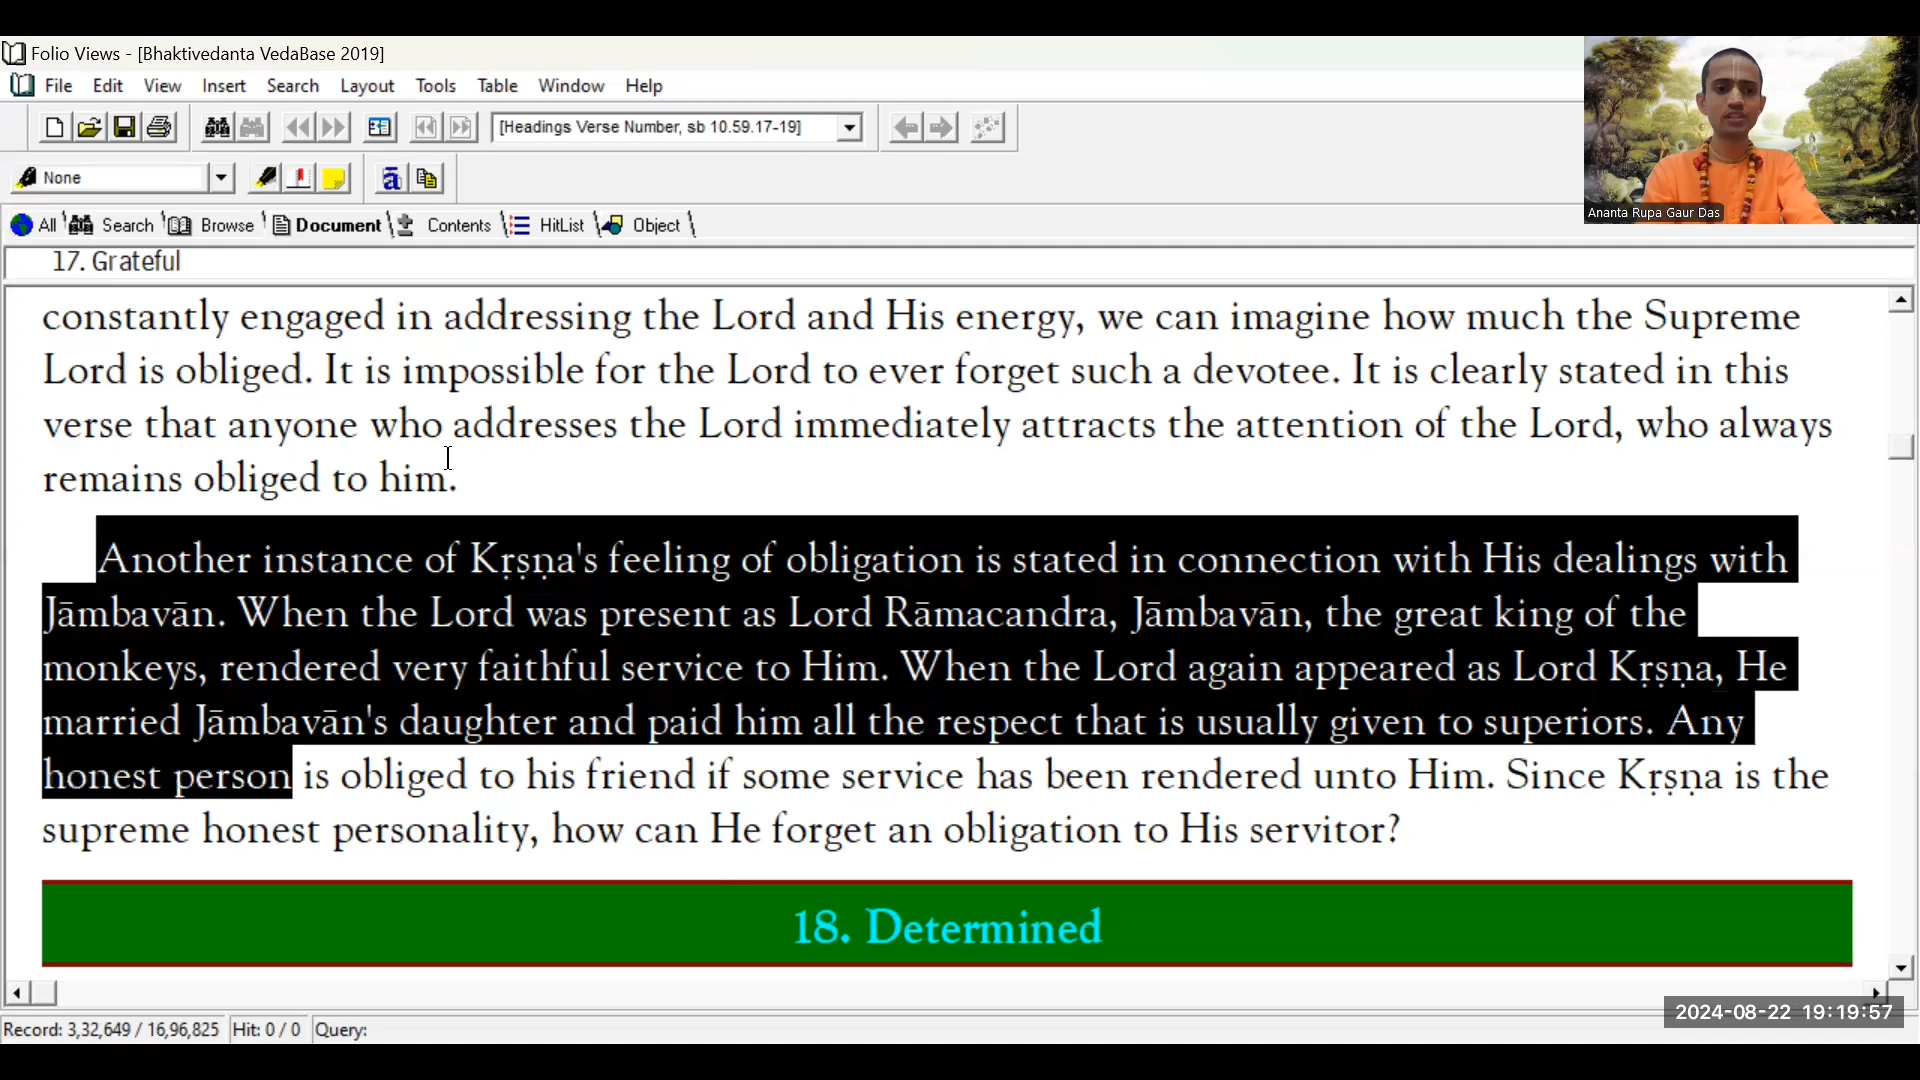 Folio Views - [Bhaktivedanta VedaBase 2019]
File Edit View Insert Search Layout Tools Table Window Help
[Headings Verse Number, sb 10.59.17-19]
None
All Search Browse Document Contents HitList Object
Ananta Rupa Gaur Das
17. Grateful
constantly engaged in addressing the Lord and His energy, we can imagine how much the Supreme
Lord is obliged. It is impossible for the Lord to ever forget such a devotee. It is clearly stated in this
verse that anyone who addresses the Lord immediately attracts the attention of the Lord, who always
remains obliged to him.
Another instance of Kṛṣṇa's feeling of obligation is stated in connection with His dealings with
Jāmbavān. When the Lord was present as Lord Rāmacandra, Jāmbavān, the great king of the
monkeys, rendered very faithful service to Him. When the Lord again appeared as Lord Kṛṣṇa, He
married Jāmbavān's daughter and paid him all the respect that is usually given to superiors. Any
honest person is obliged to his friend if some service has been rendered unto Him. Since Kṛṣṇa is the
supreme honest personality, how can He forget an obligation to His servitor?
18. Determined
2024-08-22 19:19:57
Record: 3,32,649 / 16,96,825 Hit: 0 / 0 Query: